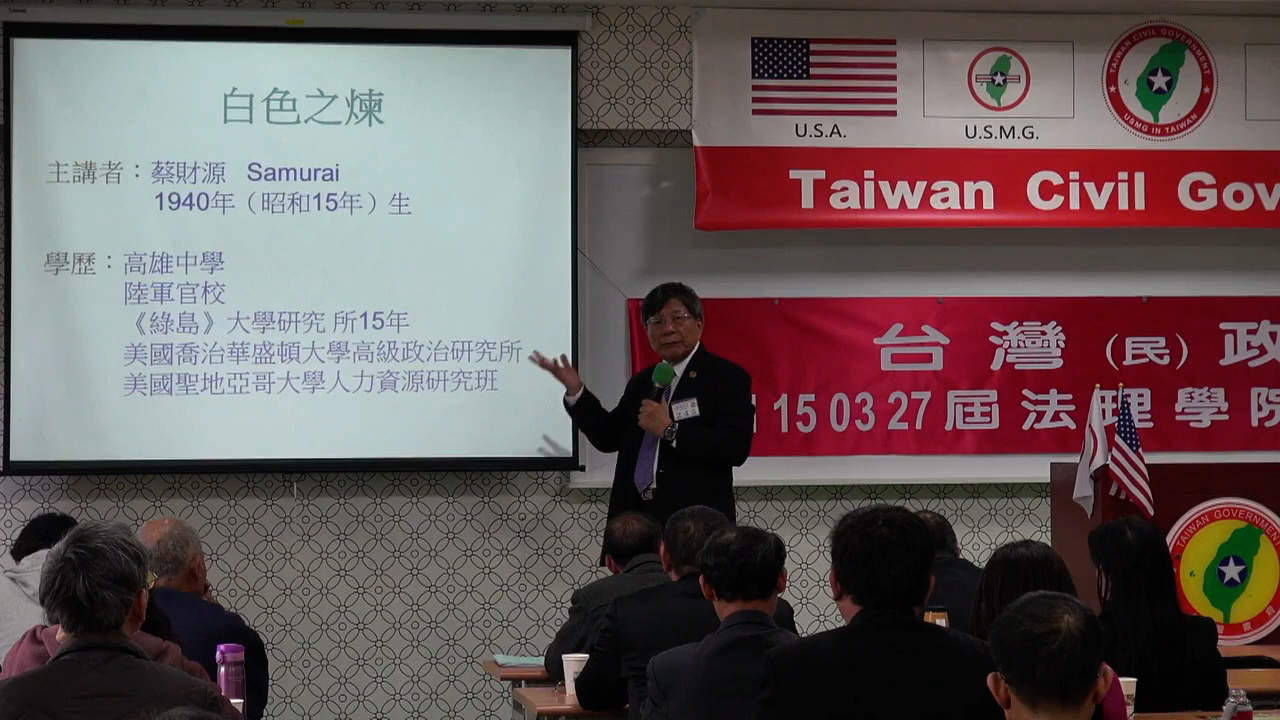 白色之煉
主講者：蔡財源 Samurai
1940年（昭和15年）生
學歷：高雄中學
陸軍官校
《綠島》大學研究 所15年
美國喬治華盛頓大學高級政治研究所
美國聖地亞哥大學人力資源研究班
U.S.A.
U.S.M.G.
TAIWAN CIVIL GOVERNMENT
USMG IN TAIWAN
Taiwan Civil Gov
台灣（民）政
15 03 27屆法理學院
TAIWAN GOVERNMENT